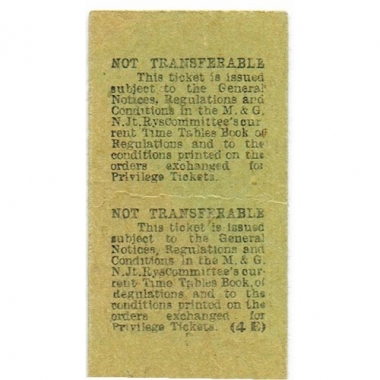 NOT TRANSFERABLE
This ticket is issued
subject to the General
Notices, Regulations and
Conditions in the M. & G.
N. Jt. Rys Committee's cur
rent Time Tables Book of
Regulations and to the
conditions printed on the
orders exchanged for
Privilege Tickets.
NOT TRANSFERABLE
This ticket is issued
subject to the General
Notices, Regulations and
Conditions in the M. & G.
N. Jt. Rys Committee's cur-
rent Time Tables Book of
Regulations and to the
conditions printed on the
orders exchanged for
Privilege Tickets. (4 E)